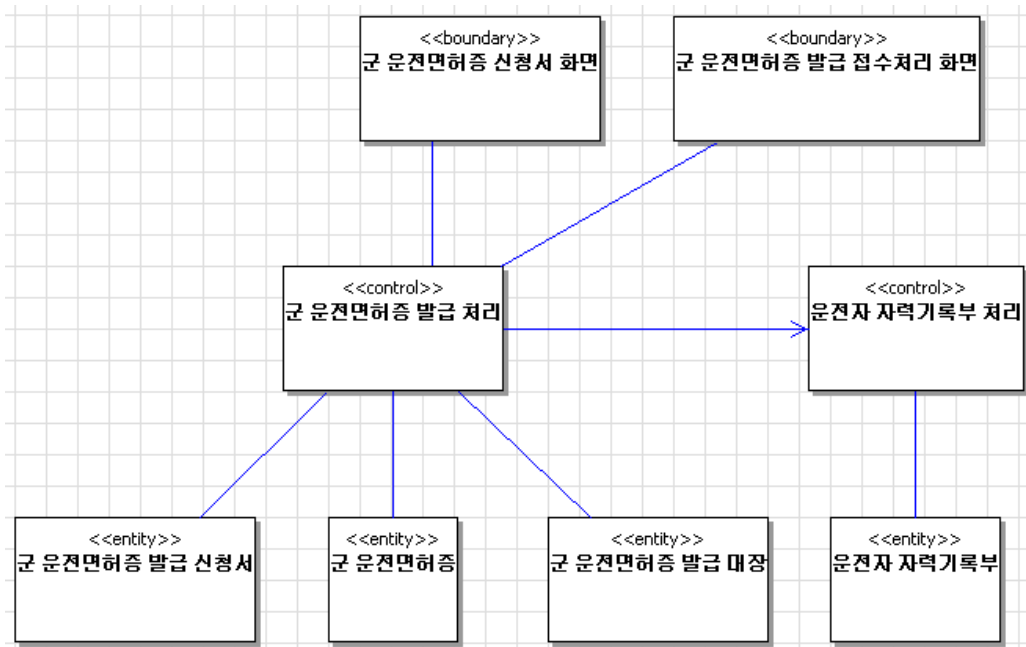 <<boundary>>
군 운전면허증 신청서 화면
<<boundary>>
군 운전면허증 발급 접수처리 화면
<<control>>
군 운전면허증 발급 처리
<<control>>
운전자 자력기록부 처리
<<entity>>
군 운전면허증 발급 신청서
<<entity>>
군 운전면허증
<<entity>>
군 운전면허증 발급 대장
<<entity>>
운전자 자력기록부